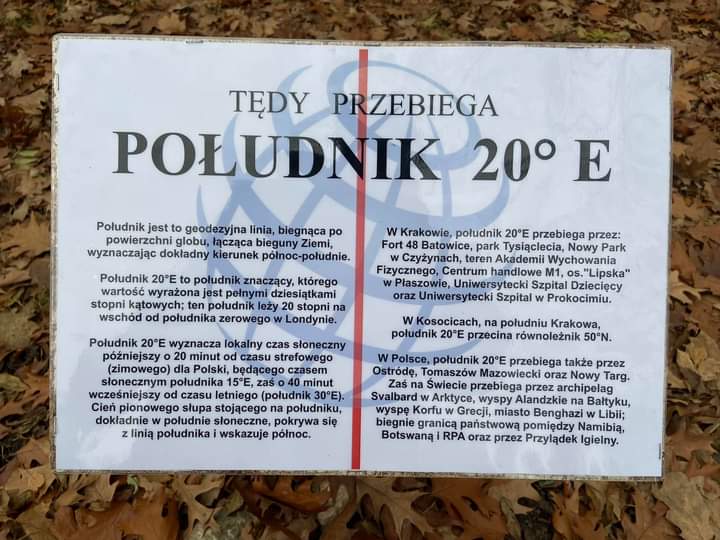 TĘDY PRZEBIEGA
POŁUDNIK 20° E
Południk jest to geodezyjna linia, biegnąca po
powierzchni globu, łącząca bieguny Ziemi,
wyznaczając dokładny kierunek północ-południe.
Południk 20°E to południk znaczący, którego
wartość wyrażona jest pełnymi dziesiątkami
stopni kątowych; ten południk leży 20 stopni na
wschód od południka zerowego w Londynie.
Południk 20°E wyznacza lokalny czas słoneczny
późniejszy o 20 minut od czasu strefowego
(zimowego) dla Polski, będącego czasem
słonecznym południka 15°E, zaś o 40 minut
wcześniejszy od czasu letniego (południk 30°E).
Cień pionowego słupa stojącego na południku,
dokładnie w południe słoneczne, pokrywa się
z linią południka i wskazuje północ.
W Krakowie, południk 20°E przebiega przez:
Fort 48 Batowice, park Tysiąclecia, Nowy Park
w Czyżynach, teren Akademii Wychowania
Fizycznego, Centrum handlowe M1, os."Lipska"
w Płaszowie, Uniwersytecki Szpital Dziecięcy
oraz Uniwersytecki Szpital w Prokocimiu.
W Kosocicach, na południu Krakowa,
południk 20°E przecina równoleżnik 50°N.
W Polsce, południk 20°E przebiega także przez
Ostródę, Tomaszów Mazowiecki oraz Nowy Targ.
Zaś na Świecie przebiega przez archipelag
Svalbard w Arktyce, wyspy Alandzkie na Bałtyku,
wyspę Korfu w Grecji, miasto Benghazi w Libii;
biegnie granicą państwową pomiędzy Namibią,
Botswaną i RPA oraz przez Przylądek Igielny.